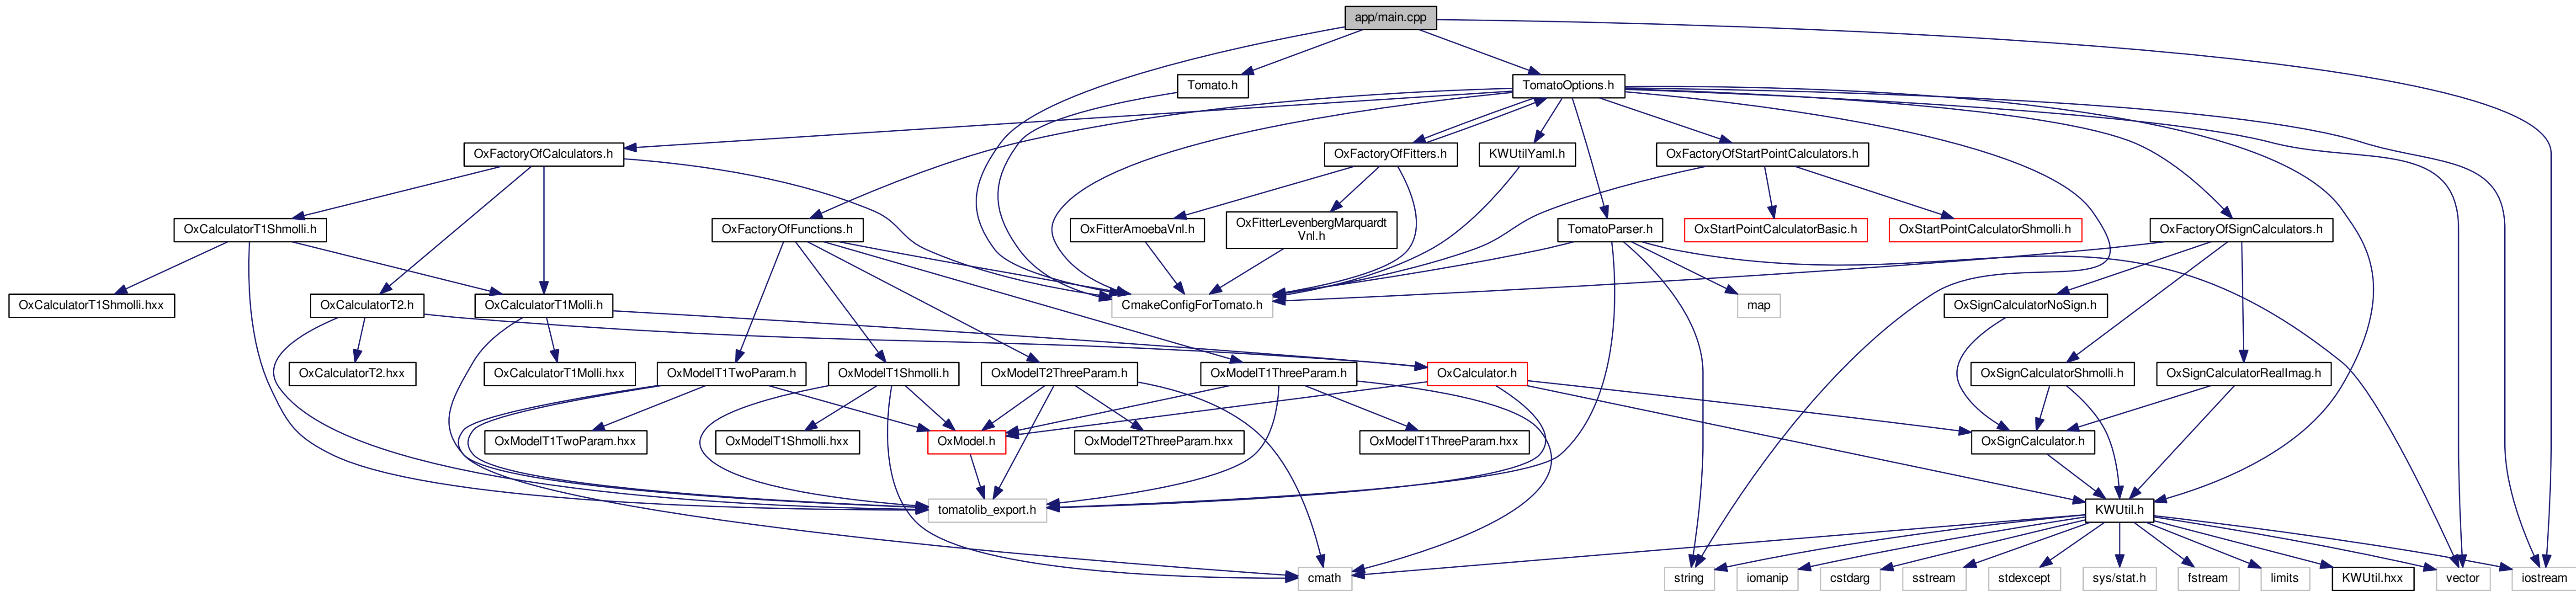 app/main.cpp
Tomato.h
TomatoOptions.h
OxFactoryOfCalculators.h
OxFactoryOfFitters.h
KWUtilYaml.h
OxFactoryOfStartPointCalculators.h
OxCalculatorT1Shmolli.h
OxFactoryOfFunctions.h
OxFitterAmoebaVnl.h
OxFitterLevenbergMarquardt
Vnl.h
TomatoParser.h
OxStartPointCalculatorBasic.h
OxStartPointCalculatorShmolli.h
OxFactoryOfSignCalculators.h
OxCalculatorT1Shmolli.hxx
OxCalculatorT2.h
OxCalculatorT1Molli.h
CmakeConfigForTomato.h
map
OxSignCalculatorNoSign.h
OxCalculatorT2.hxx
OxCalculatorT1Molli.hxx
OxModelT1TwoParam.h
OxModelT1Shmolli.h
OxModelT2ThreeParam.h
OxModelT1ThreeParam.h
OxCalculator.h
OxSignCalculatorShmolli.h
OxSignCalculatorRealImag.h
OxModelT1TwoParam.hxx
OxModelT1Shmolli.hxx
OxModel.h
OxModelT2ThreeParam.hxx
OxModelT1ThreeParam.hxx
OxSignCalculator.h
tomatolib_export.h
KWUtil.h
cmath
string
iomanip
cstdarg
sstream
stdexcept
sys/stat.h
fstream
limits
KWUtil.hxx
vector
iostream